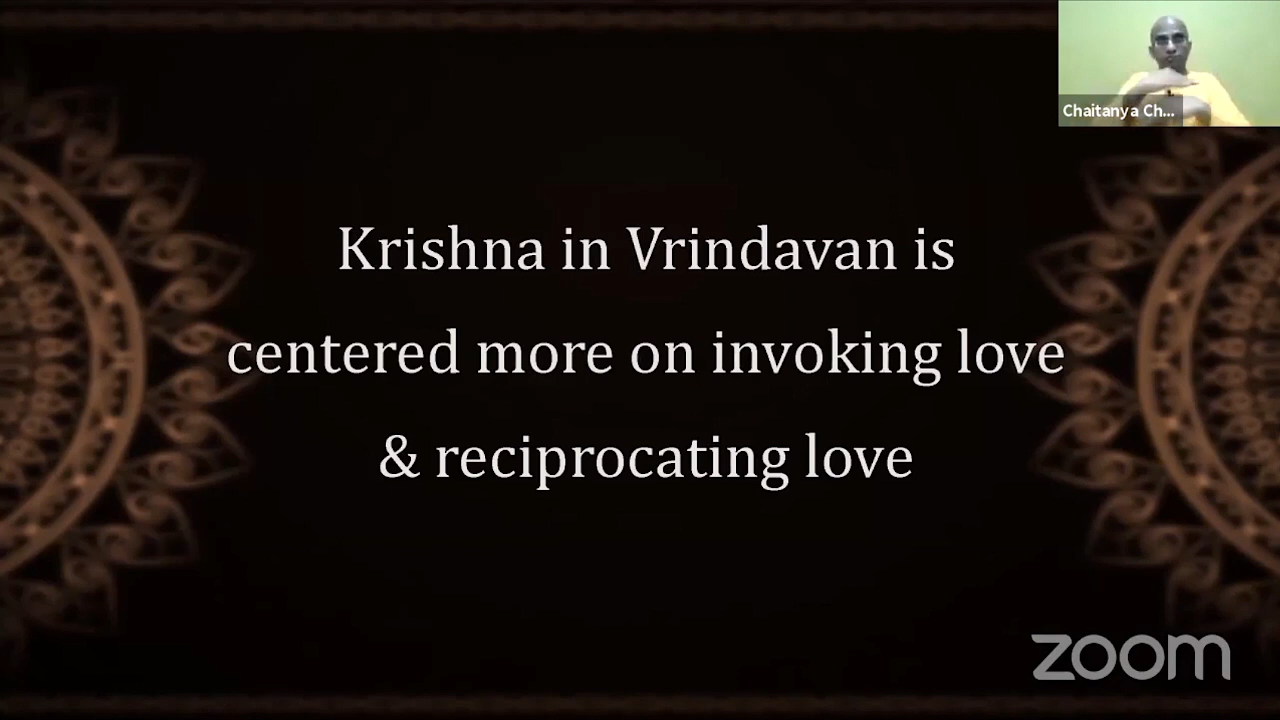 Chaitanya Ch...
Krishna in Vrindavan is
centered more on invoking love
& reciprocating love
zoom